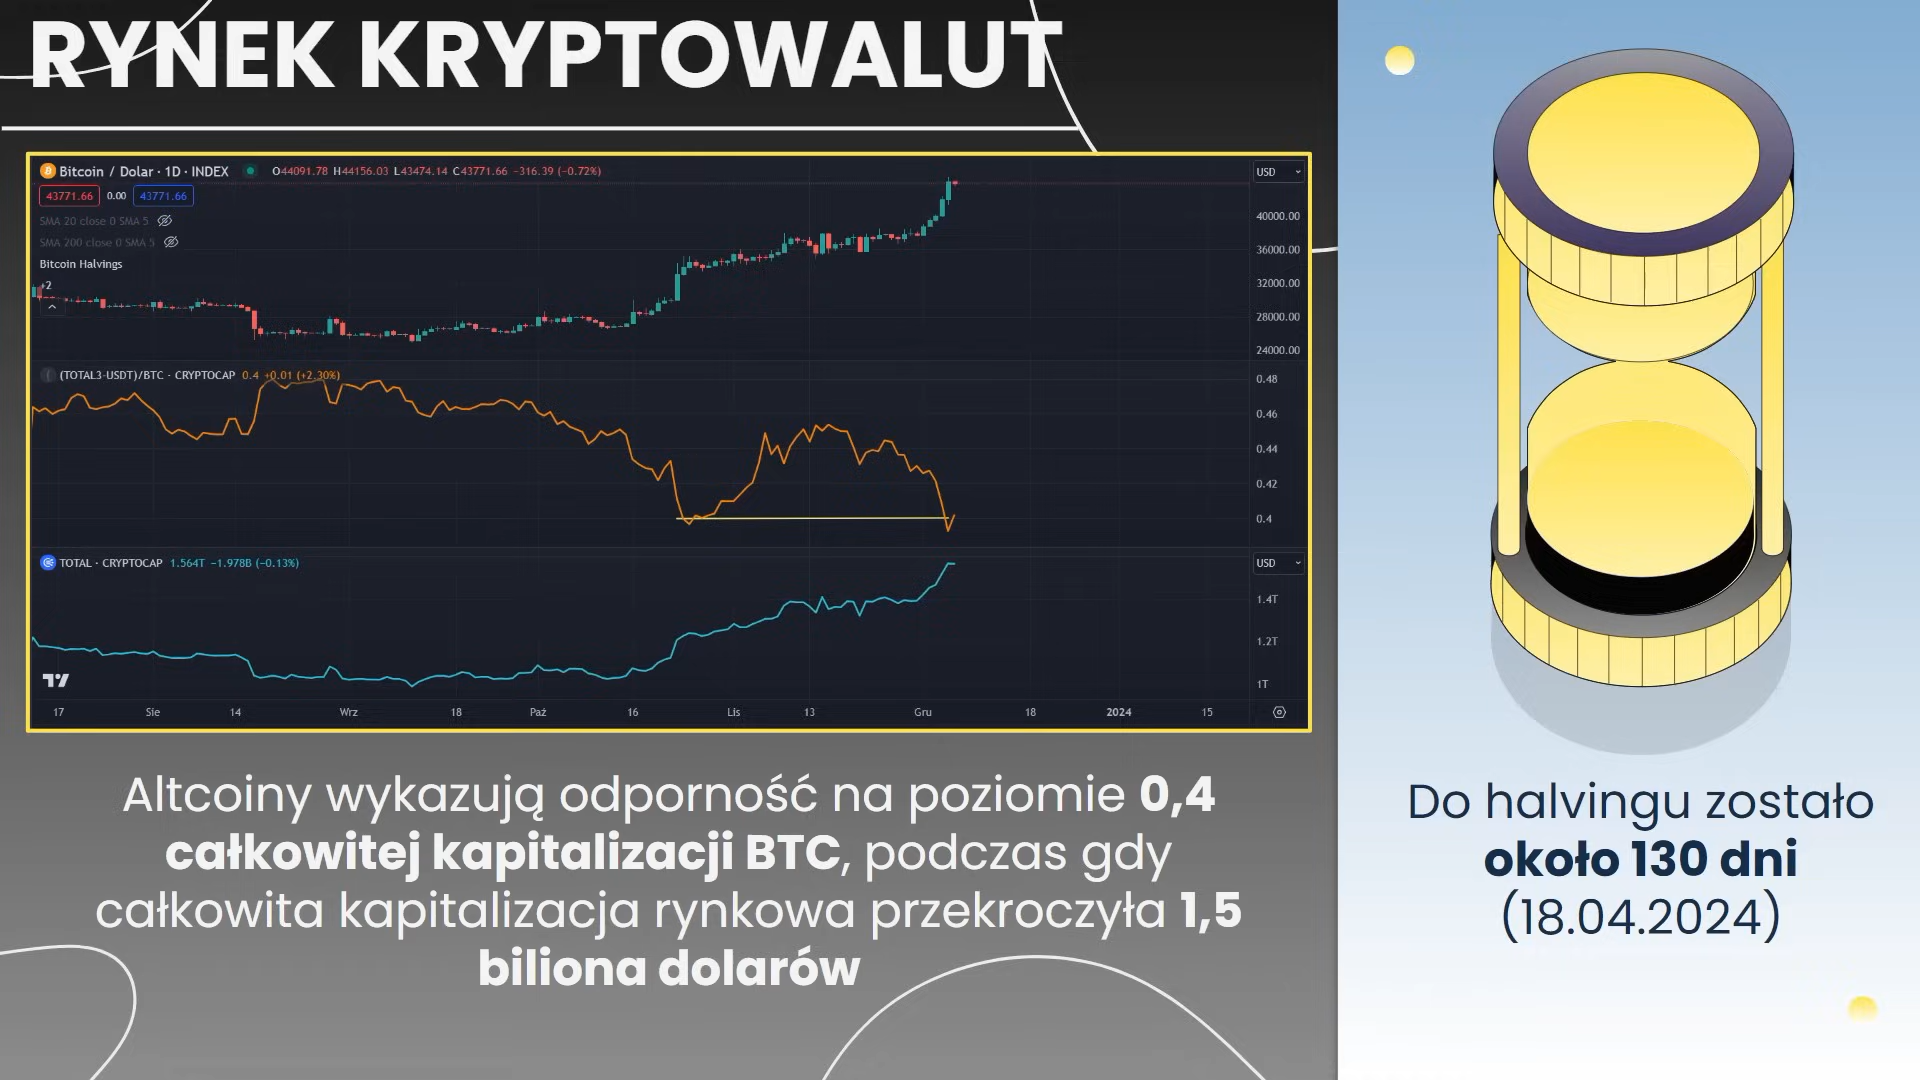 RYNEK KRYPTOWALUT
Bitcoin / Dolar · 1D · INDEX O44091.78 H44156.03 L43474.14 C43771.66 −316.39 (−0.72%) USD
43771.66 0.00 43771.66
SMA 20 close 0 SMA 5
SMA 200 close 0 SMA 5
Bitcoin Halvings
+2
40000.00
36000.00
32000.00
28000.00
24000.00
(TOTAL3-USDT)/BTC · CRYPTOCAP 0.4 +0.01 (+2.30%)
0.48
0.46
0.44
0.42
0.4
TOTAL · CRYPTOCAP 1.564T −1.978B (−0.13%) USD
1.4T
1.2T
1T
17 Sie 14 Wrz 18 Paź 16 Lis 13 Gru 18 2024 15
Altcoiny wykazują odporność na poziomie 0,4
całkowitej kapitalizacji BTC, podczas gdy
całkowita kapitalizacja rynkowa przekroczyła 1,5
biliona dolarów
Do halvingu zostało
około 130 dni
(18.04.2024)